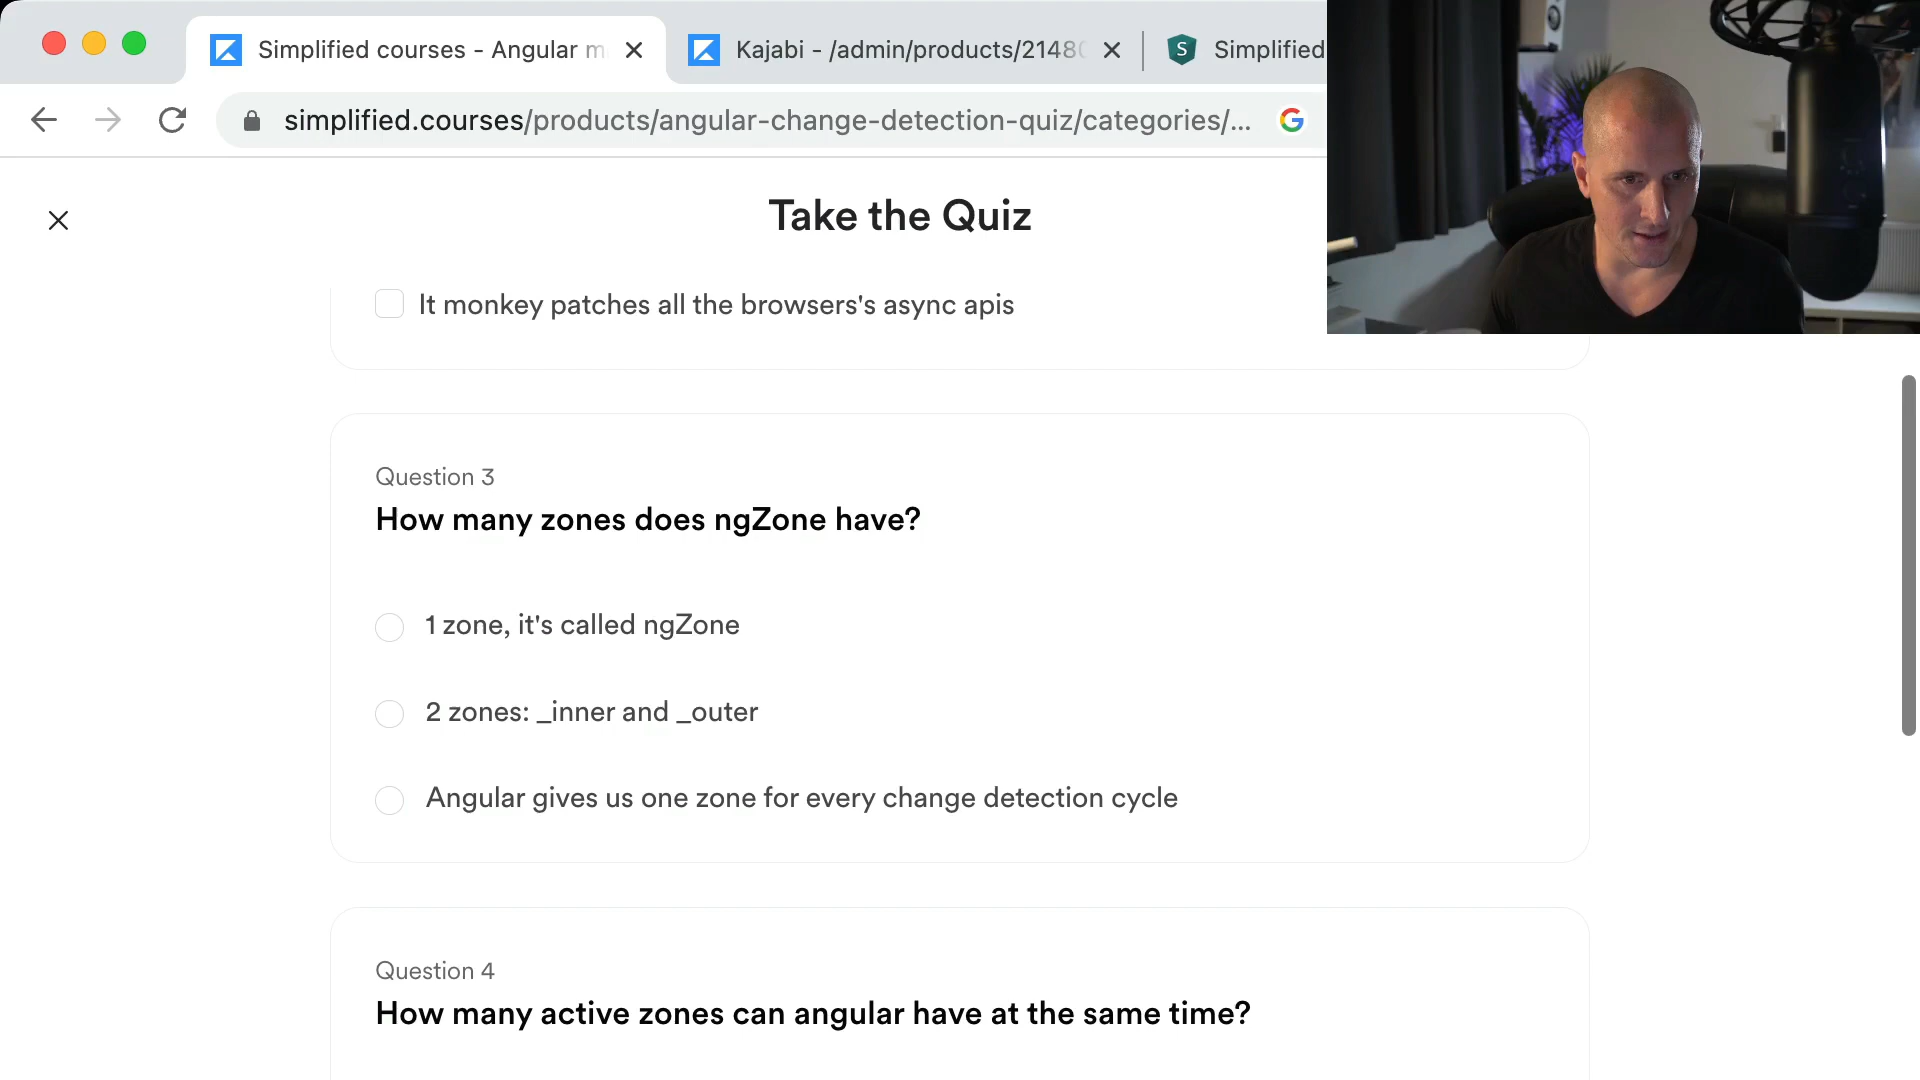 Simplified courses - Angular m
Kajabi - /admin/products/2148
S Simplified
simplified.courses/products/angular-change-detection-quiz/categories/...
Take the Quiz
It monkey patches all the browsers's async apis
Question 3
How many zones does ngZone have?
1 zone, it's called ngZone
2 zones: _inner and _outer
Angular gives us one zone for every change detection cycle
Question 4
How many active zones can angular have at the same time?